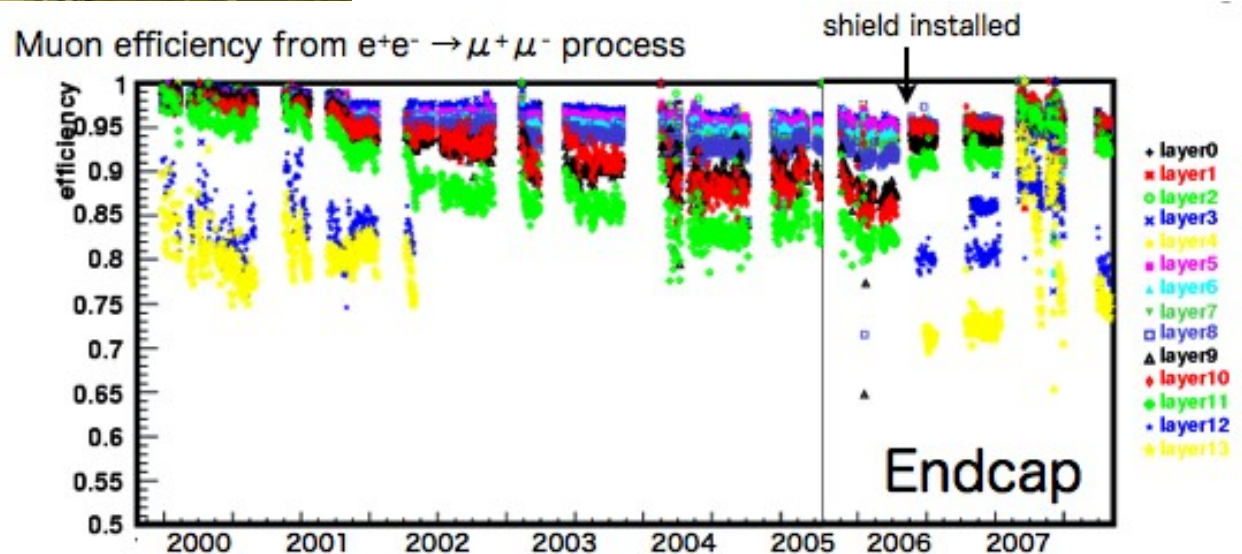 shield installed
Muon efficiency from e⁺e⁻ →μ⁺μ⁻ process
efficiency
1
0.95
0.9
0.85
0.8
0.75
0.7
0.65
0.6
0.55
0.5
layer0
layer1
layer2
layer3
layer4
layer5
layer6
layer7
layer8
layer9
layer10
layer11
layer12
layer13
Endcap
2000 2001 2002 2003 2004 2005 2006 2007